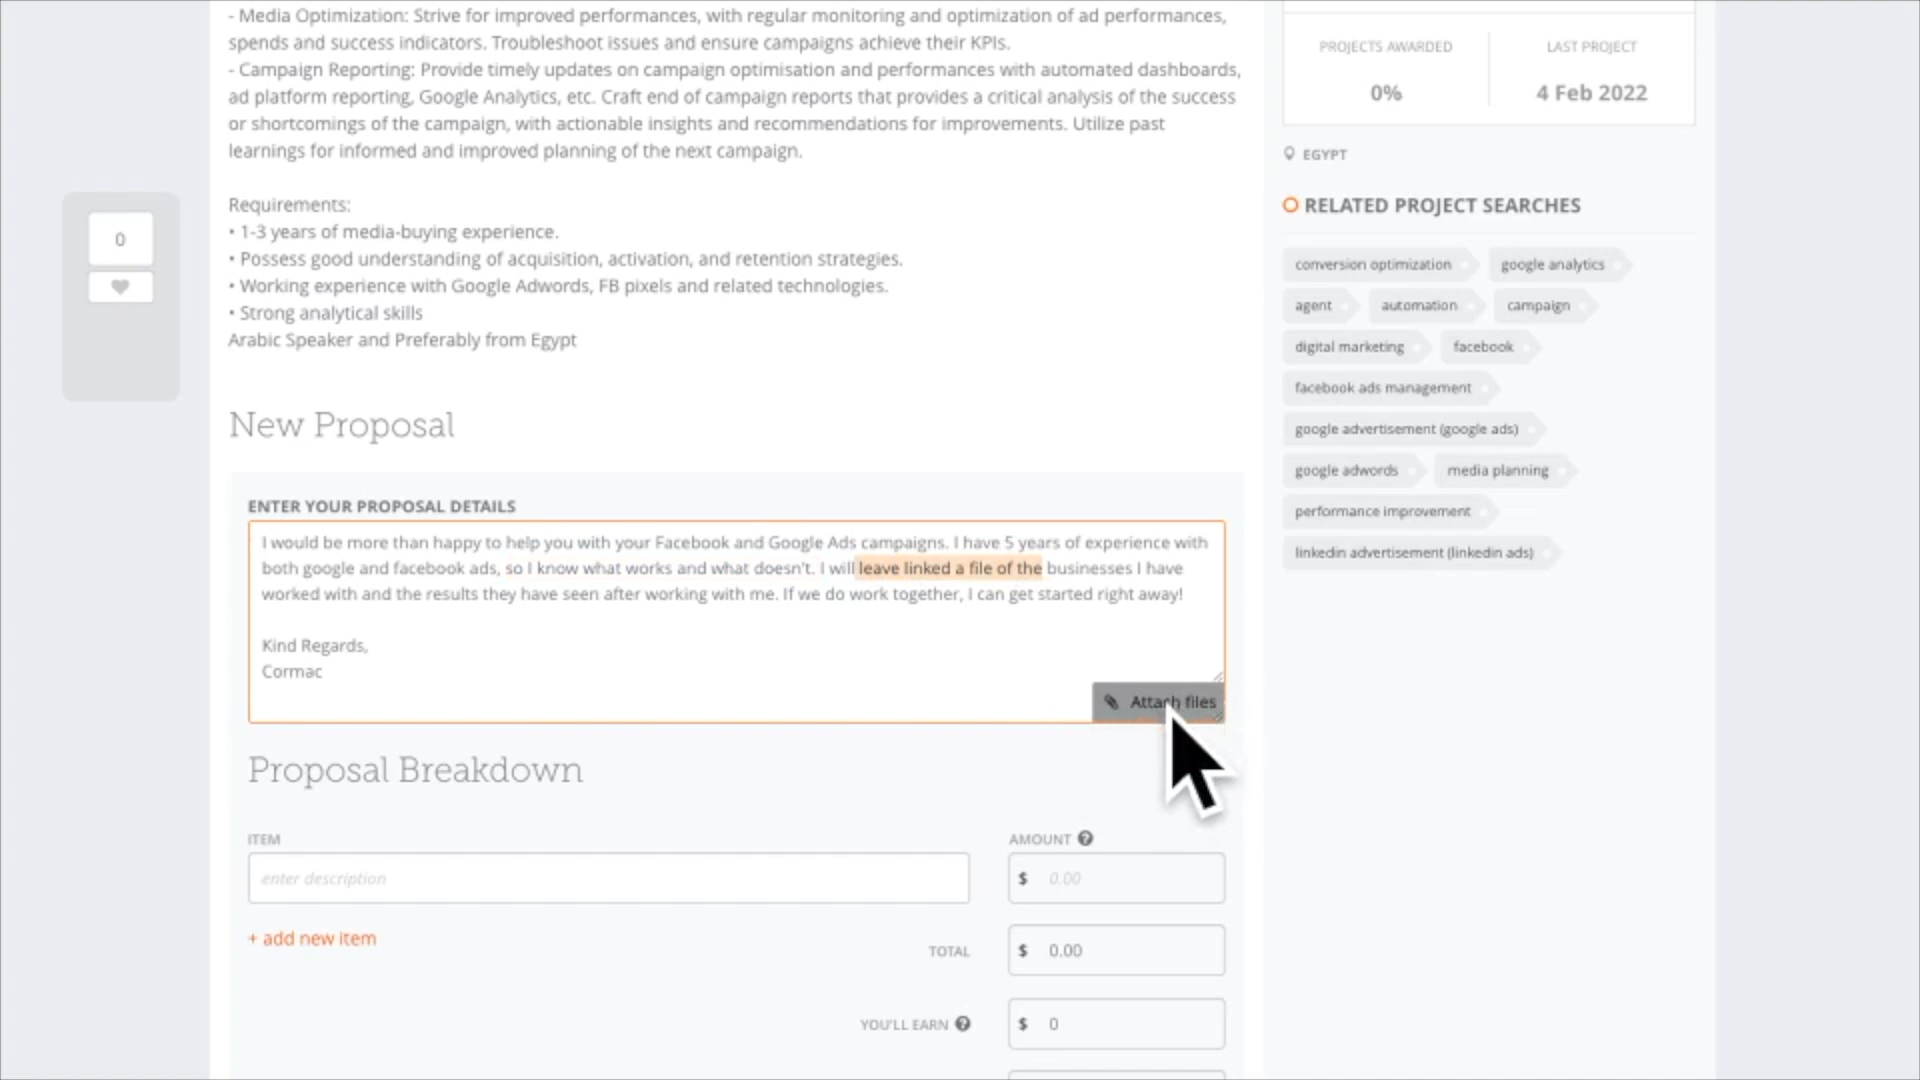 - Media Optimization: Strive for improved performances, with regular monitoring and optimization of ad performances,
spends and success indicators. Troubleshoot issues and ensure campaigns achieve their KPIs.
- Campaign Reporting: Provide timely updates on campaign optimisation and performances with automated dashboards,
ad platform reporting, Google Analytics, etc. Craft end of campaign reports that provides a critical analysis of the success
or shortcomings of the campaign, with actionable insights and recommendations for improvements. Utilize past
learnings for informed and improved planning of the next campaign.
Requirements:
• 1-3 years of media-buying experience.
• Possess good understanding of acquisition, activation, and retention strategies.
• Working experience with Google Adwords, FB pixels and related technologies.
• Strong analytical skills
Arabic Speaker and Preferably from Egypt
0
New Proposal
ENTER YOUR PROPOSAL DETAILS
I would be more than happy to help you with your Facebook and Google Ads campaigns. I have 5 years of experience with
both google and facebook ads, so I know what works and what doesn't. I will leave linked a file of the businesses I have
worked with and the results they have seen after working with me. If we do work together, I can get started right away!
Kind Regards,
Cormac
Attach files
Proposal Breakdown
ITEM
AMOUNT ?
enter description
$ 0.00
+ add new item
TOTAL
$ 0.00
YOU'LL EARN ?
$ 0
PROJECTS AWARDED
LAST PROJECT
0%
4 Feb 2022
EGYPT
RELATED PROJECT SEARCHES
conversion optimization
google analytics
agent
automation
campaign
digital marketing
facebook
facebook ads management
google advertisement (google ads)
google adwords
media planning
performance improvement
linkedin advertisement (linkedin ads)